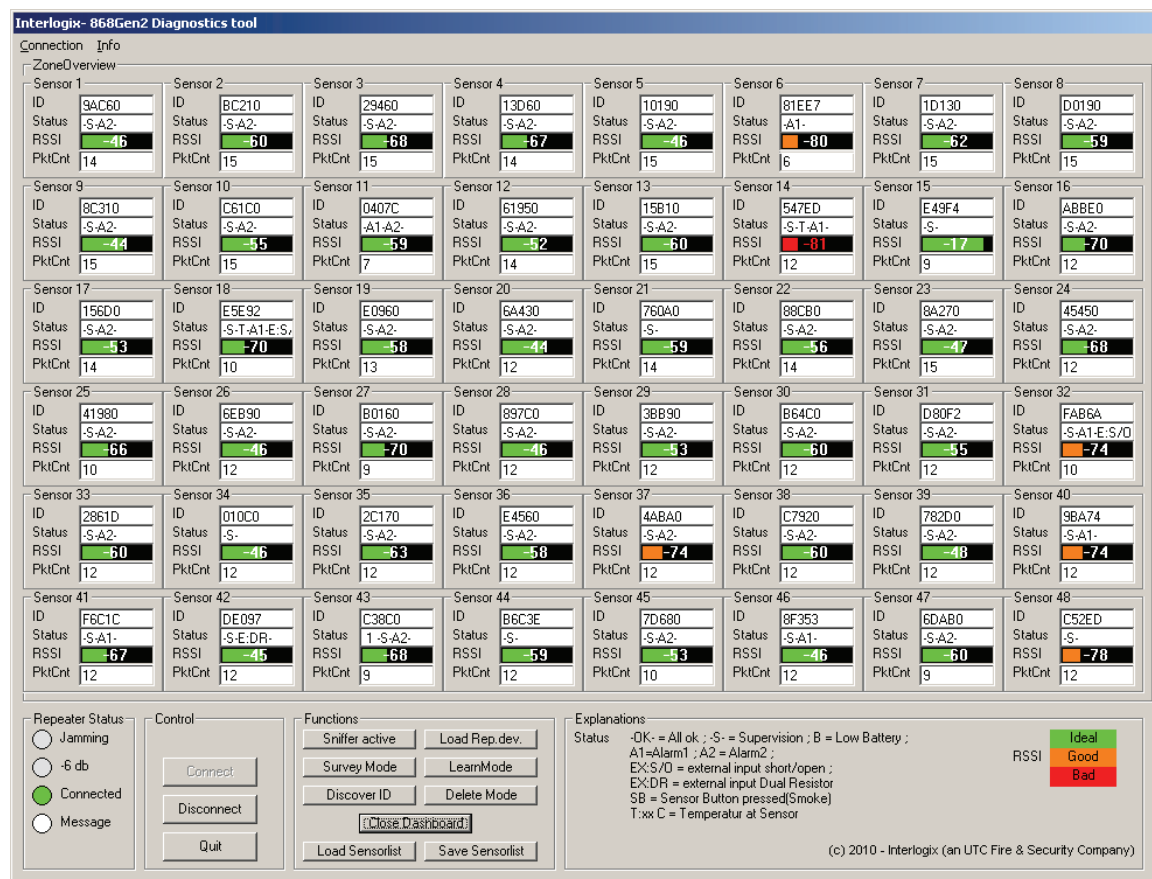 Interlogix- 868Gen2 Diagnostics tool
Connection Info
ZoneOverview
Sensor 1 Sensor 2 Sensor 3 Sensor 4 Sensor 5 Sensor 6 Sensor 7 Sensor 8
ID 9AC60 ID BC210 ID 29460 ID 13D60 ID 10190 ID 81EE7 ID 1D130 ID D0190
Status -S-A2- Status -S-A2- Status -S-A2- Status -S-A2- Status -S-A2- Status -A1- Status -S-A2- Status -S-A2-
RSSI -46 RSSI -60 RSSI -68 RSSI -67 RSSI -46 RSSI -80 RSSI -62 RSSI -59
PktCnt 14 PktCnt 15 PktCnt 15 PktCnt 14 PktCnt 15 PktCnt 6 PktCnt 15 PktCnt 15
Sensor 9 Sensor 10 Sensor 11 Sensor 12 Sensor 13 Sensor 14 Sensor 15 Sensor 16
ID 8C310 ID C61C0 ID 0407C ID 61950 ID 15B10 ID 547ED ID E49F4 ID ABBE0
Status -S-A2- Status -S-A2- Status -A1-A2- Status -S-A2- Status -S-A2- Status -S-T-A1- Status -S- Status -S-A2-
RSSI -44 RSSI -55 RSSI -59 RSSI -52 RSSI -60 RSSI -81 RSSI -17 RSSI -70
PktCnt 15 PktCnt 15 PktCnt 7 PktCnt 14 PktCnt 15 PktCnt 12 PktCnt 9 PktCnt 12
Sensor 17 Sensor 18 Sensor 19 Sensor 20 Sensor 21 Sensor 22 Sensor 23 Sensor 24
ID 156D0 ID E5E92 ID E0960 ID 6A430 ID 760A0 ID 88CB0 ID 8A270 ID 45450
Status -S-A2- Status -S-T-A1-E:S/ Status -S-A2- Status -S-A2- Status -S- Status -S-A2- Status -S-A2- Status -S-A2-
RSSI -53 RSSI -70 RSSI -58 RSSI -44 RSSI -59 RSSI -56 RSSI -47 RSSI -68
PktCnt 14 PktCnt 10 PktCnt 13 PktCnt 12 PktCnt 14 PktCnt 14 PktCnt 15 PktCnt 12
Sensor 25 Sensor 26 Sensor 27 Sensor 28 Sensor 29 Sensor 30 Sensor 31 Sensor 32
ID 41980 ID 6EB90 ID B0160 ID 897C0 ID 3BB90 ID B64C0 ID D80F2 ID FAB6A
Status -S-A2- Status -S-A2- Status -S-A2- Status -S-A2- Status -S-A2- Status -S-A2- Status -S-A2- Status -S-A1-E:S/O
RSSI -66 RSSI -46 RSSI -70 RSSI -46 RSSI -53 RSSI -60 RSSI -55 RSSI -74
PktCnt 10 PktCnt 12 PktCnt 9 PktCnt 12 PktCnt 12 PktCnt 12 PktCnt 12 PktCnt 10
Sensor 33 Sensor 34 Sensor 35 Sensor 36 Sensor 37 Sensor 38 Sensor 39 Sensor 40
ID 2861D ID 010C0 ID 2C170 ID E4560 ID 4ABA0 ID C7920 ID 782D0 ID 9BA74
Status -S-A2- Status -S- Status -S-A2- Status -S-A2- Status -S-A2- Status -S-A2- Status -S-A2- Status -S-A1-
RSSI -60 RSSI -46 RSSI -63 RSSI -58 RSSI -74 RSSI -60 RSSI -48 RSSI -74
PktCnt 12 PktCnt 12 PktCnt 12 PktCnt 12 PktCnt 12 PktCnt 12 PktCnt 12 PktCnt 12
Sensor 41 Sensor 42 Sensor 43 Sensor 44 Sensor 45 Sensor 46 Sensor 47 Sensor 48
ID F6C1C ID DE097 ID C38C0 ID B6C3E ID 7D680 ID 8F353 ID 6DAB0 ID C52ED
Status -S-A1- Status -S-E:DR- Status 1 -S-A2- Status -S- Status -S-A2- Status -S-A1- Status -S-A2- Status -S-
RSSI -67 RSSI -45 RSSI -68 RSSI -59 RSSI -53 RSSI -46 RSSI -60 RSSI -78
PktCnt 12 PktCnt 12 PktCnt 9 PktCnt 12 PktCnt 10 PktCnt 12 PktCnt 9 PktCnt 12
Repeater Status
Jamming
-6 db
Connected
Message
Control
Connect
Disconnect
Quit
Functions
Sniffer active Load Rep.dev.
Survey Mode LearnMode
Discover ID Delete Mode
Close Dashboard
Load Sensorlist Save Sensorlist
Explanations
Status -OK- = All ok ; -S- = Supervision ; B = Low Battery ;
A1=Alarm1 ; A2 = Alarm2 ;
EX:S/O = external input short/open ;
EX:DR = external input Dual Resistor
SB = Sensor Button pressed(Smoke)
T:xx C = Temperatur at Sensor
RSSI
Ideal
Good
Bad
(c) 2010 - Interlogix (an UTC Fire & Security Company)